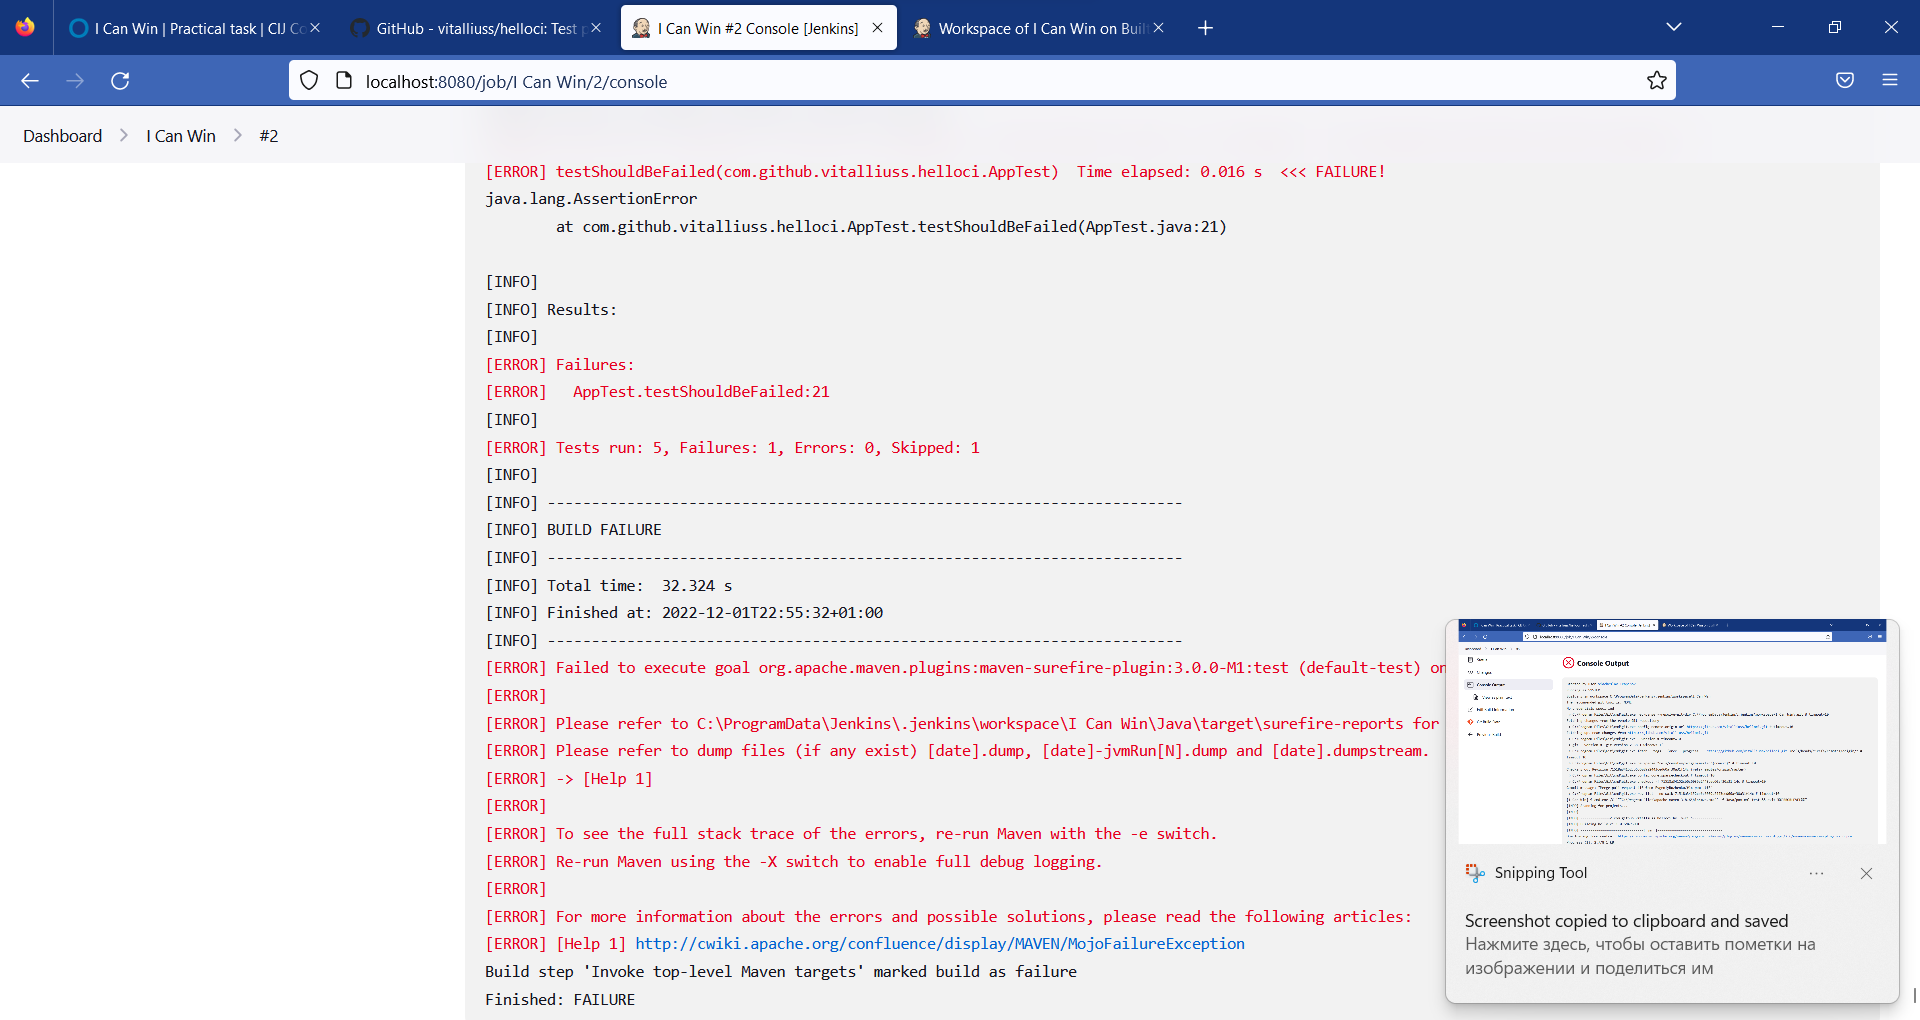 I Can Win | Practical task | CIJ Co
GitHub - vitalliuss/helloci: Test p
I Can Win #2 Console [Jenkins]
Workspace of I Can Win on Buil
localhost:8080/job/I Can Win/2/console
Dashboard
I Can Win
#2
[ERROR] testShouldBeFailed(com.github.vitalliuss.helloci.AppTest)  Time elapsed: 0.016 s  <<< FAILURE!
java.lang.AssertionError
at com.github.vitalliuss.helloci.AppTest.testShouldBeFailed(AppTest.java:21)
[INFO]
[INFO] Results:
[INFO]
[ERROR] Failures:
[ERROR]   AppTest.testShouldBeFailed:21
[INFO]
[ERROR] Tests run: 5, Failures: 1, Errors: 0, Skipped: 1
[INFO]
[INFO] ------------------------------------------------------------------------
[INFO] BUILD FAILURE
[INFO] ------------------------------------------------------------------------
[INFO] Total time:  32.324 s
[INFO] Finished at: 2022-12-01T22:55:32+01:00
[INFO] ------------------------------------------------------------------------
[ERROR] Failed to execute goal org.apache.maven.plugins:maven-surefire-plugin:3.0.0-M1:test (default-test) on
[ERROR]
[ERROR] Please refer to C:\ProgramData\Jenkins\.jenkins\workspace\I Can Win\Java\target\surefire-reports for
[ERROR] Please refer to dump files (if any exist) [date].dump, [date]-jvmRun[N].dump and [date].dumpstream.
[ERROR] -> [Help 1]
[ERROR]
[ERROR] To see the full stack trace of the errors, re-run Maven with the -e switch.
[ERROR] Re-run Maven using the -X switch to enable full debug logging.
[ERROR]
[ERROR] For more information about the errors and possible solutions, please read the following articles:
[ERROR] [Help 1] http://cwiki.apache.org/confluence/display/MAVEN/MojoFailureException
Build step 'Invoke top-level Maven targets' marked build as failure
Finished: FAILURE
Console Output
Console Output
Snipping Tool
Screenshot copied to clipboard and saved
Нажмите здесь, чтобы оставить пометки на
изображении и поделиться им